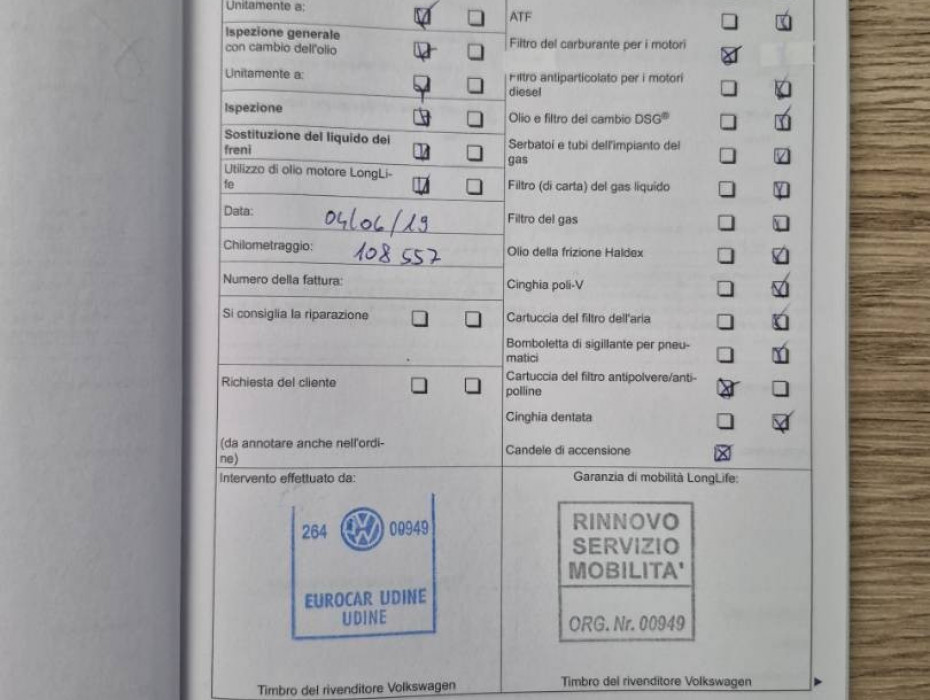 Unitamente a:
Ispezione generale
con cambio dell'olio
Unitamente a:
Ispezione
Sostituzione del liquido dei
freni
Utilizzo di olio motore LongLi-
fe
Data: 04/06/19
Chilometraggio: 108 557
Numero della fattura:
Si consiglia la riparazione
Richiesta del cliente
(da annotare anche nell'ordi-
ne)
ATF
Filtro del carburante per i motori
Filtro antiparticolato per i motori
diesel
Olio e filtro del cambio DSG®
Serbatoi e tubi dell'impianto del
gas
Filtro (di carta) del gas liquido
Filtro del gas
Olio della frizione Haldex
Cinghia poli-V
Cartuccia del filtro dell'aria
Bomboletta di sigillante per pneu-
matici
Cartuccia del filtro antipolvere/anti-
polline
Cinghia dentata
Candele di accensione
Intervento effettuato da:
264 VW 00949
EUROCAR UDINE
UDINE
Timbro del rivenditore Volkswagen
Garanzia di mobilità LongLife:
RINNOVO
SERVIZIO
MOBILITA'
ORG. Nr. 00949
Timbro del rivenditore Volkswagen